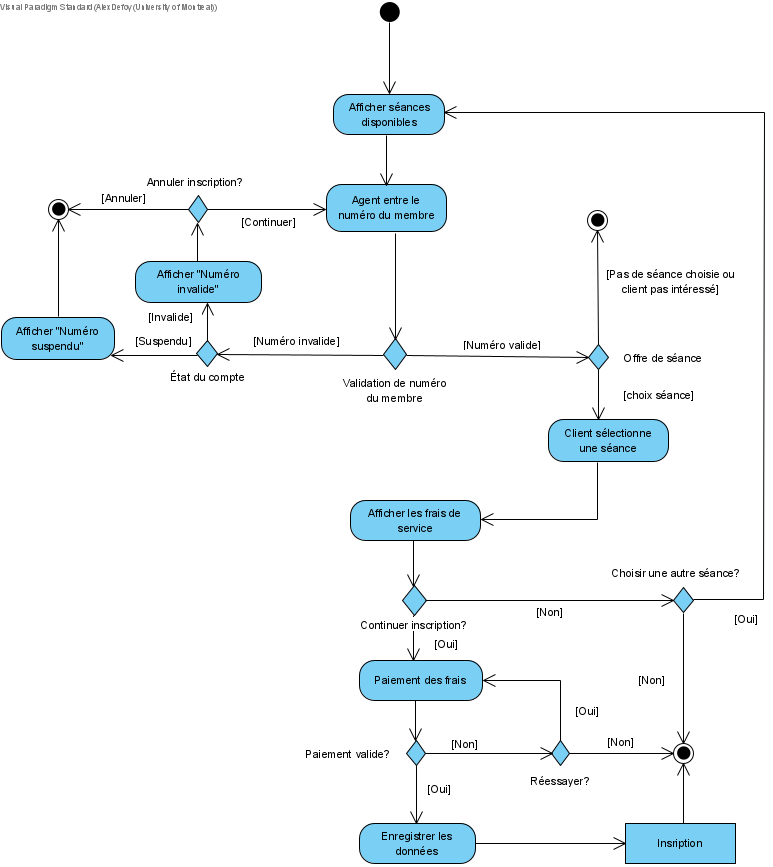 Visual Paradigm Standard (Alex Defoy (University of Montreal))
Afficher séances
disponibles
Annuler inscription?
[Annuler]
[Continuer]
Agent entre le
numéro du membre
Afficher "Numéro
invalide"
[Pas de séance choisie ou
client pas intéressé]
[Invalide]
Afficher "Numéro
suspendu"
[Suspendu]
[Numéro invalide]
[Numéro valide]
Offre de séance
État du compte
Validation de numéro
du membre
[choix séance]
Client sélectionne
une séance
Afficher les frais de
service
Choisir une autre séance?
[Non]
[Oui]
Continuer inscription?
[Oui]
Paiement des frais
[Non]
[Oui]
Paiement valide?
[Non]
[Non]
Réessayer?
[Oui]
Enregistrer les
données
Insription